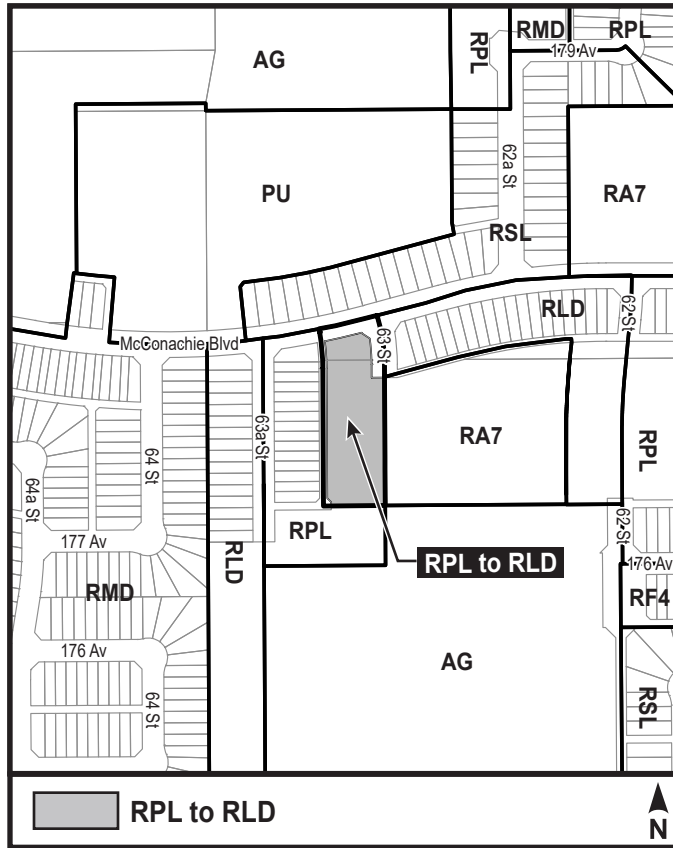 RMD
RPL
179 Av
AG
RPL
62a St
PU
RA7
RSL
RLD
62 St
McConachie Blvd
63 St
63a St
RA7
RPL
64 St
64a St
177 Av
RPL
RLD
RPL to RLD
62 St
176 Av
RMD
RF4
176 Av
AG
64 St
RSL
RPL to RLD
N